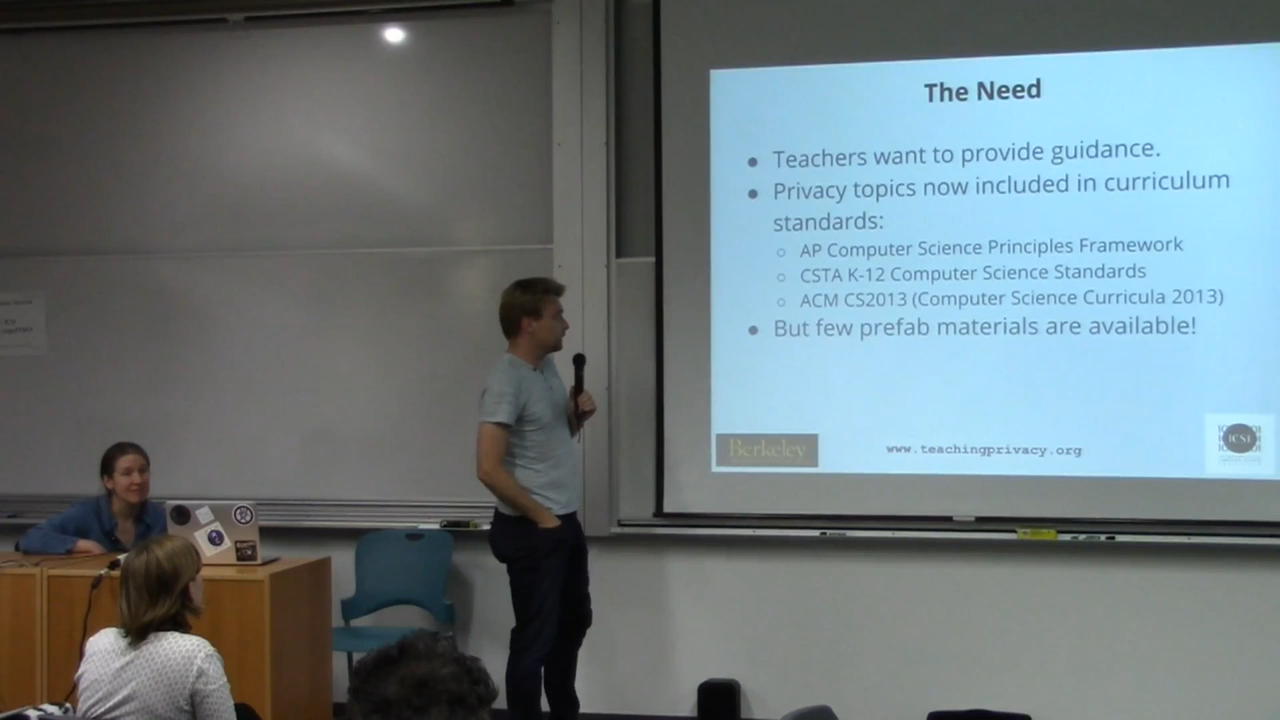 The Need
● Teachers want to provide guidance.
● Privacy topics now included in curriculum
standards:
○ AP Computer Science Principles Framework
○ CSTA K-12 Computer Science Standards
○ ACM CS2013 (Computer Science Curricula 2013)
● But few prefab materials are available!
Berkeley
www.teachingprivacy.org
ICSI